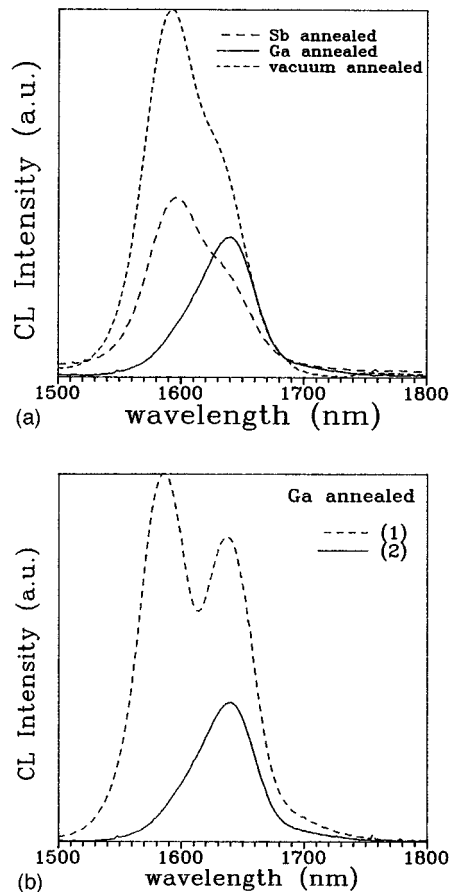 Sb annealed
Ga annealed
vacuum annealed
CL Intensity (a.u.)
1500 1600 1700 1800
(a)
wavelength (nm)
Ga annealed
(1)
(2)
CL Intensity (a.u.)
1500 1600 1700 1800
(b)
wavelength (nm)